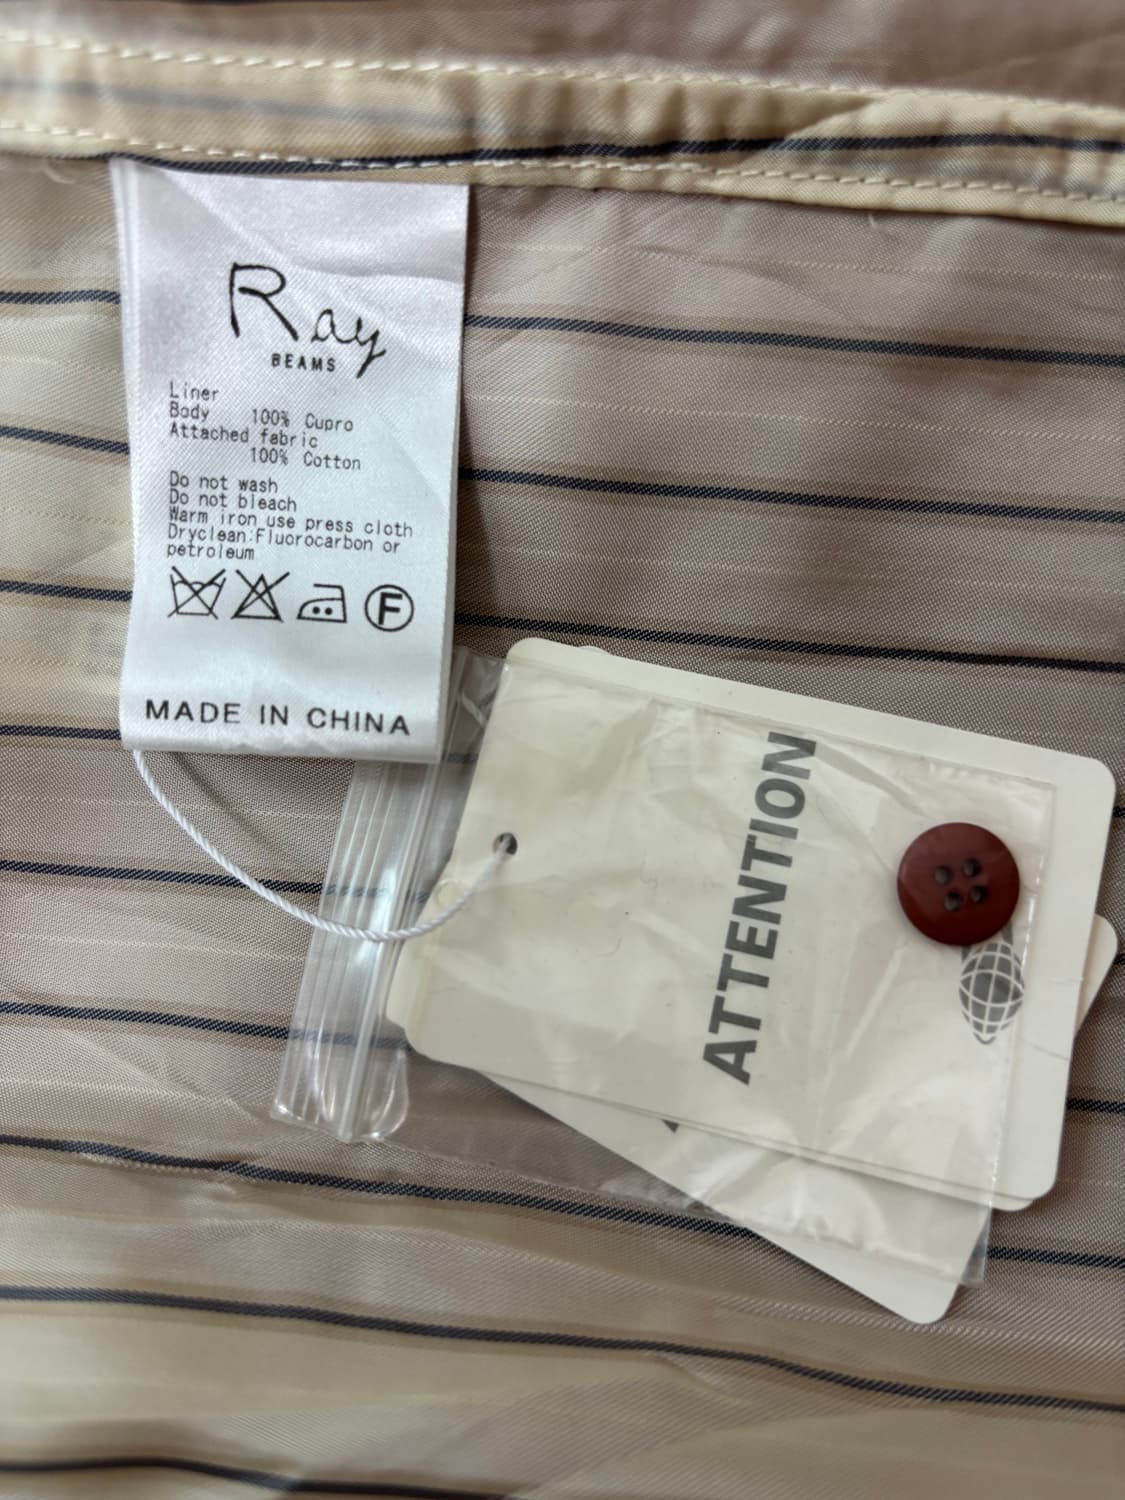 Ray
BEAMS
Liner
Body 100% Cupro
Attached fabric
100% Cotton
Do not wash
Do not bleach
Warm iron use press cloth
Dryclean:Fluorocarbon or
petroleum
F
MADE IN CHINA
ATTENTION